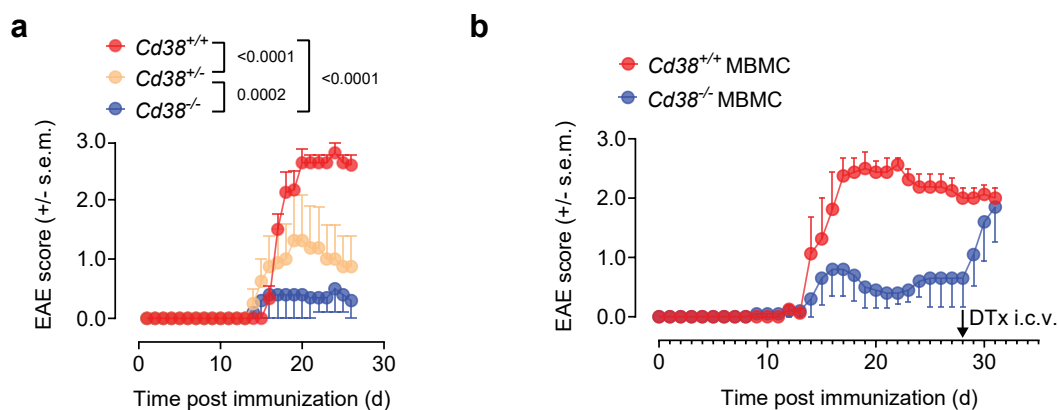 a
Cd38+/+
Cd38+/-
Cd38-/-
<0.0001
0.0002
<0.0001
EAE score (+/- s.e.m.)
3.0
2.0
1.0
0.0
0 10 20 30
Time post immunization (d)
b
Cd38+/+ MBMC
Cd38-/- MBMC
EAE score (+/- s.e.m.)
3.0
2.0
1.0
0.0
DTx i.c.v.
0 10 20 30
Time post immunization (d)